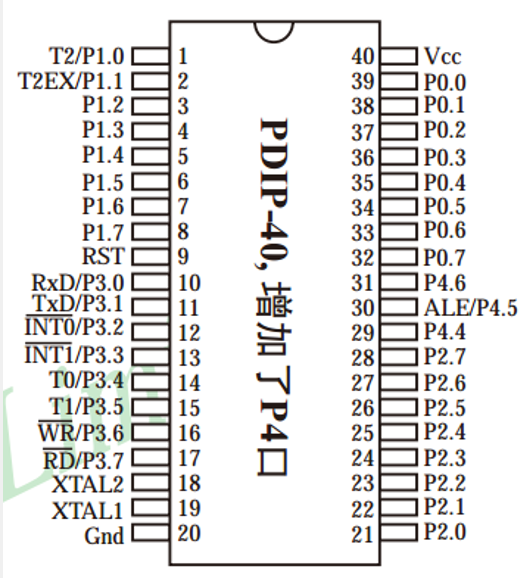 T2/P1.0 1 40 Vcc
T2EX/P1.1 2 39 P0.0
P1.2 3 38 P0.1
P1.3 4 37 P0.2
P1.4 5 36 P0.3
P1.5 6 35 P0.4
P1.6 7 34 P0.5
P1.7 8 33 P0.6
RST 9 32 P0.7
RxD/P3.0 10 31 P4.6
TxD/P3.1 11 30 ALE/P4.5
INT0/P3.2 12 29 P4.4
INT1/P3.3 13 28 P2.7
T0/P3.4 14 27 P2.6
T1/P3.5 15 26 P2.5
WR/P3.6 16 25 P2.4
RD/P3.7 17 24 P2.3
XTAL2 18 23 P2.2
XTAL1 19 22 P2.1
Gnd 20 21 P2.0
PDIP-40, 增加了P4口
Lim